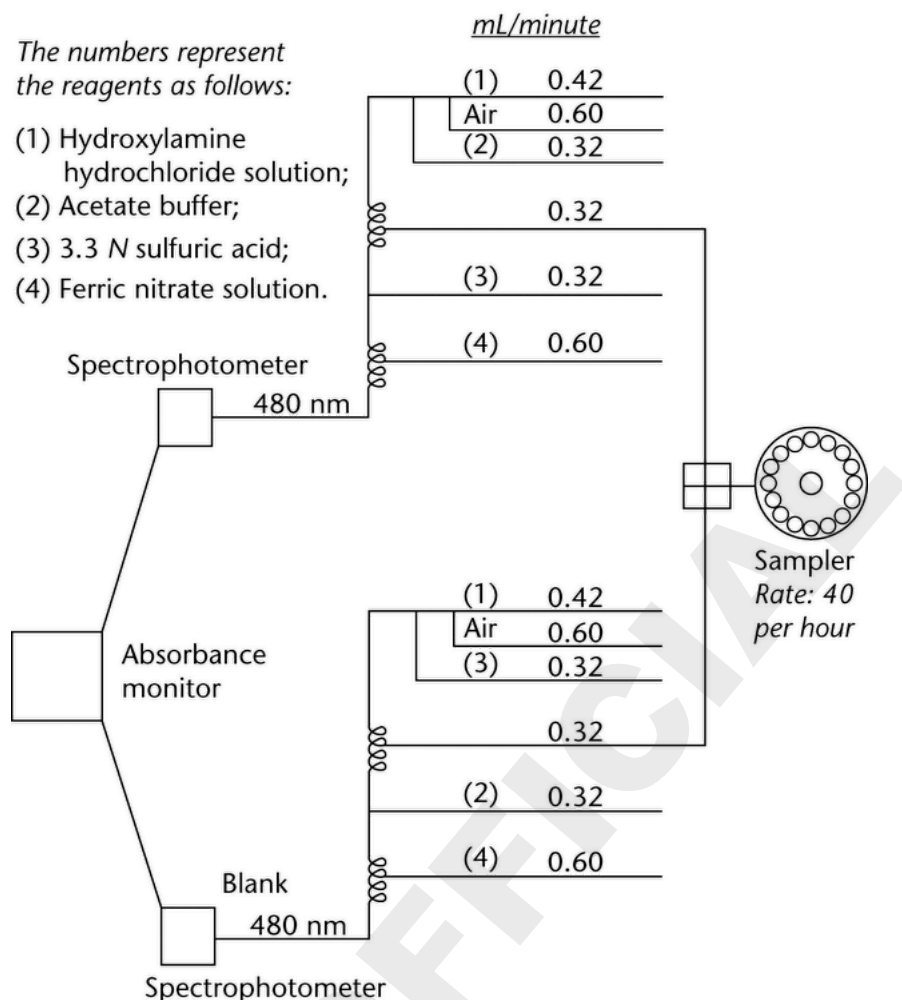 mL/minute
The numbers represent
the reagents as follows:
(1) Hydroxylamine
hydrochloride solution;
(2) Acetate buffer;
(3) 3.3 N sulfuric acid;
(4) Ferric nitrate solution.
(1) 0.42
Air 0.60
(2) 0.32
0.32
(3) 0.32
(4) 0.60
Spectrophotometer
480 nm
Sampler
Rate: 40
per hour
(1) 0.42
Air 0.60
(3) 0.32
Absorbance
monitor
0.32
(2) 0.32
(4) 0.60
Blank
480 nm
Spectrophotometer
FFICIAL